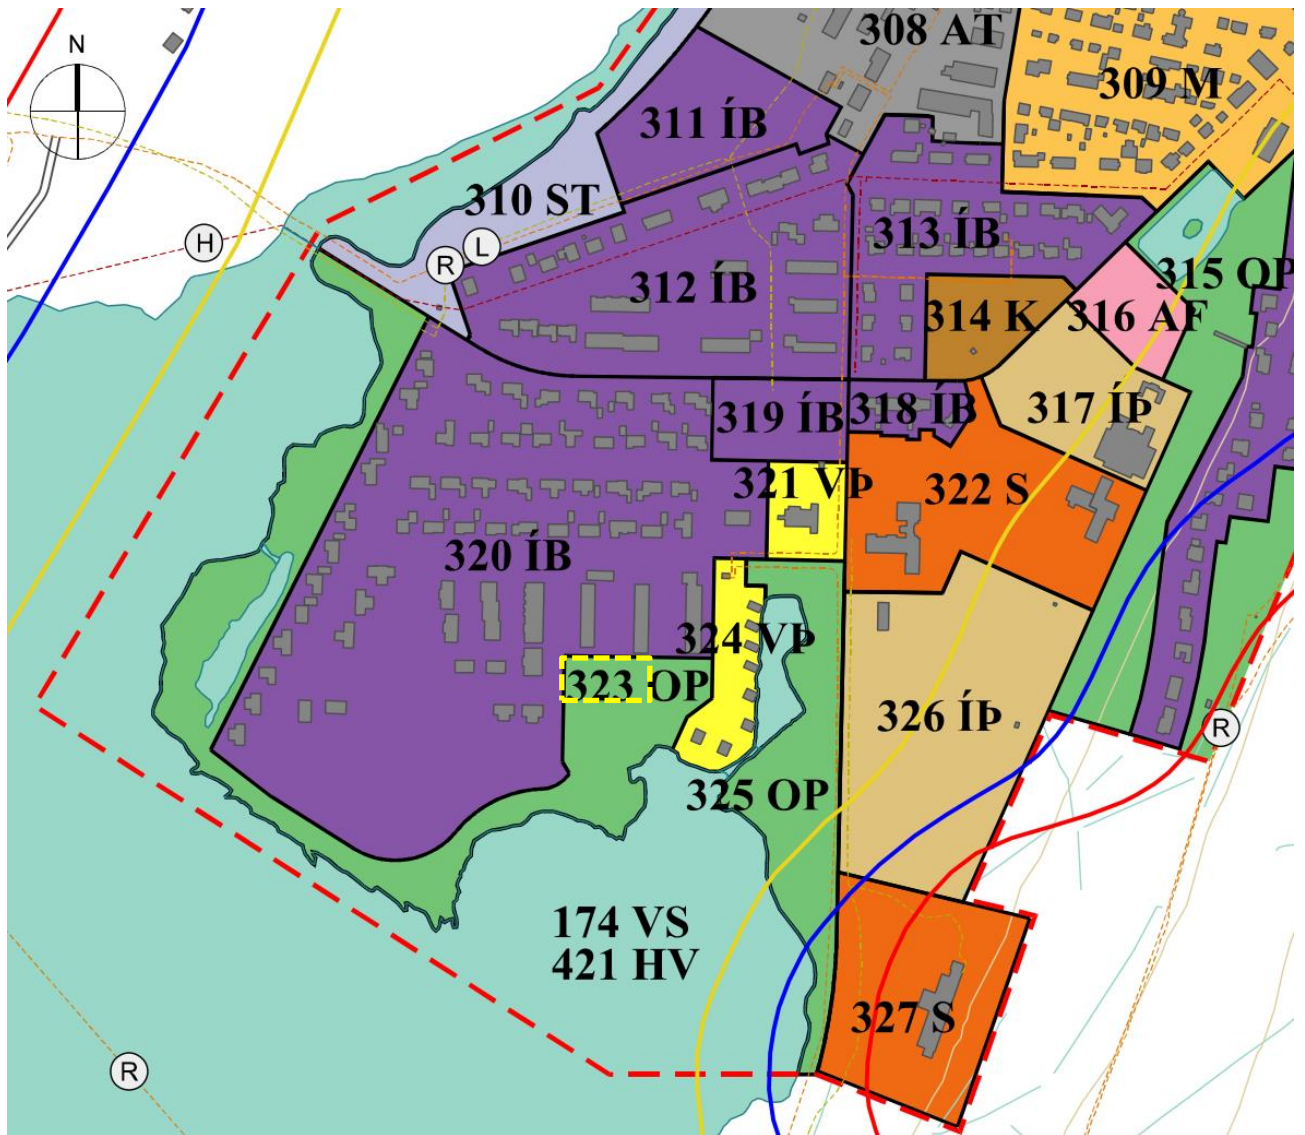 N
308 AT
309 M
311 ÍB
310 ST
H
L
R
313 ÍB
312 ÍB
315 OP
314 K
316 AF
317 ÍÞ
319 ÍB
318 ÍB
321 VÞ
322 S
320 ÍB
324 VÞ
323 OP
326 ÍÞ
R
325 OP
174 VS
421 HV
327 S
R